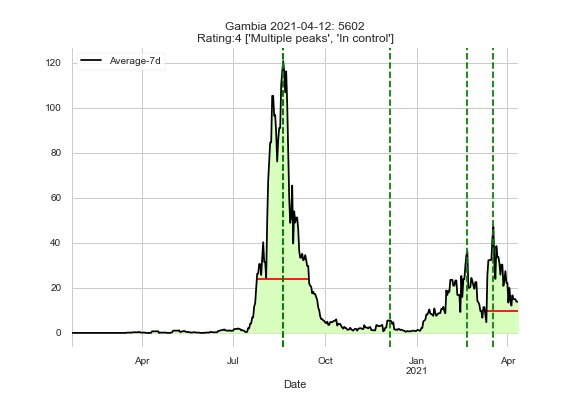 Gambia 2021-04-12: 5602
Rating:4 ['Multiple peaks', 'In control']
Average-7d
120
100
80
60
40
20
0
Apr
Jul
Oct
Jan
2021
Apr
Date